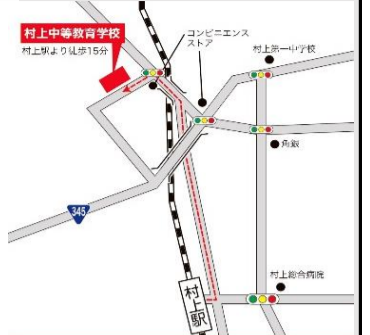 村上中等教育学校
村上駅より徒歩15分
コンビニエンス
ストア
村上第一中学校
角銀
345
村上総合病院
村上駅